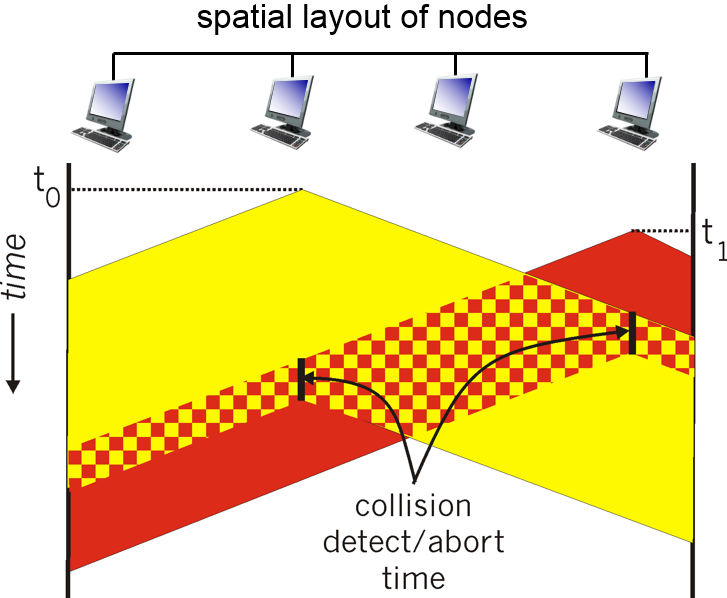 spatial layout of nodes
t0
t1
time
collision
detect/abort
time